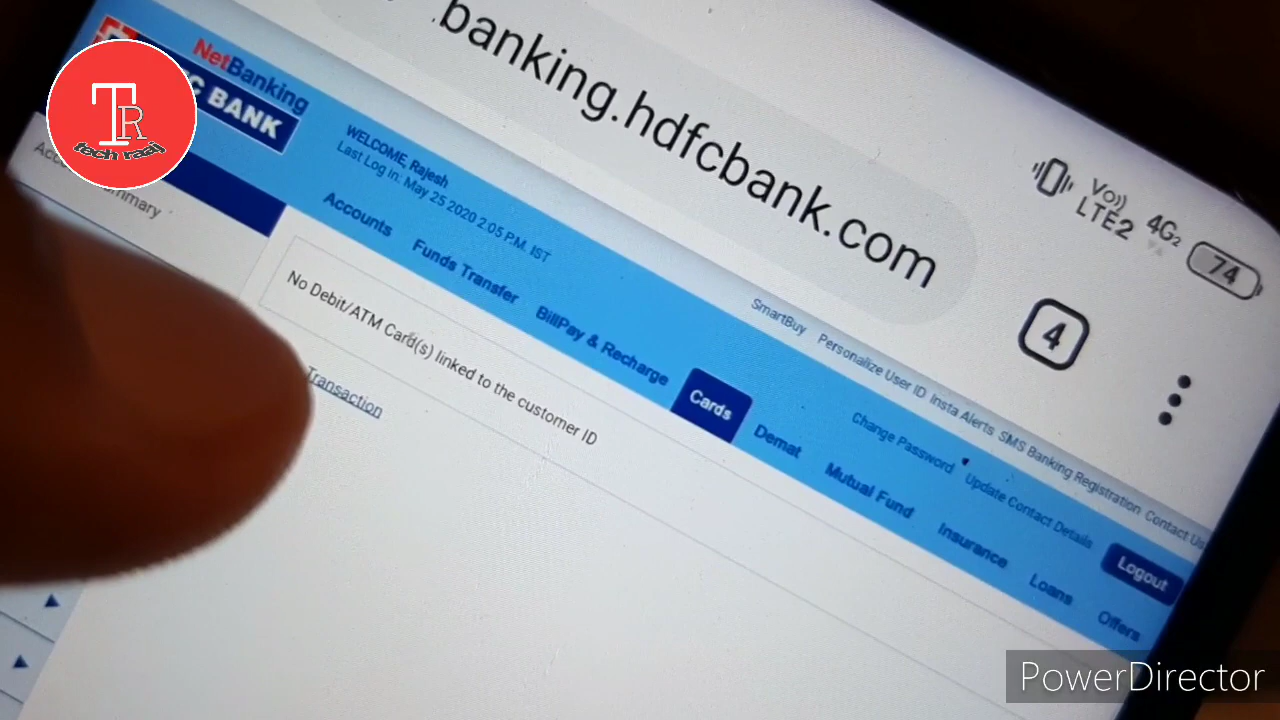 .banking.hdfcbank.com
VO))
LTE2
4G2
74
4
TR
tech raaj
NetBanking
BANK
WELCOME, Rajesh
Last Log in: May 25 2020 2:05 P.M. IST
SmartBuy Personalize User ID Insta Alerts SMS Banking Registration Contact Us
Change Password Update Contact Details Logout
Accounts Funds Transfer BillPay & Recharge Cards Demat Mutual Fund Insurance Loans Offers
No Debit/ATM Card(s) linked to the customer ID
Transaction
PowerDirector